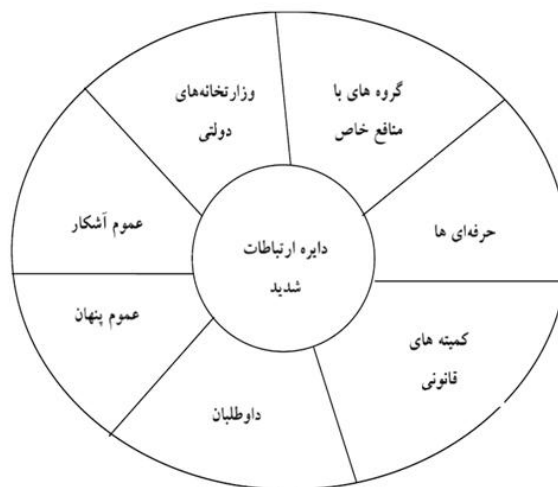 گروه های با
منافع خاص
وزارتخانه‌های
دولتی
حرفه‌ای ها
عموم آشکار
دایره ارتباطات
شدید
عموم پنهان
کمیته های
قانونی
داوطلبان